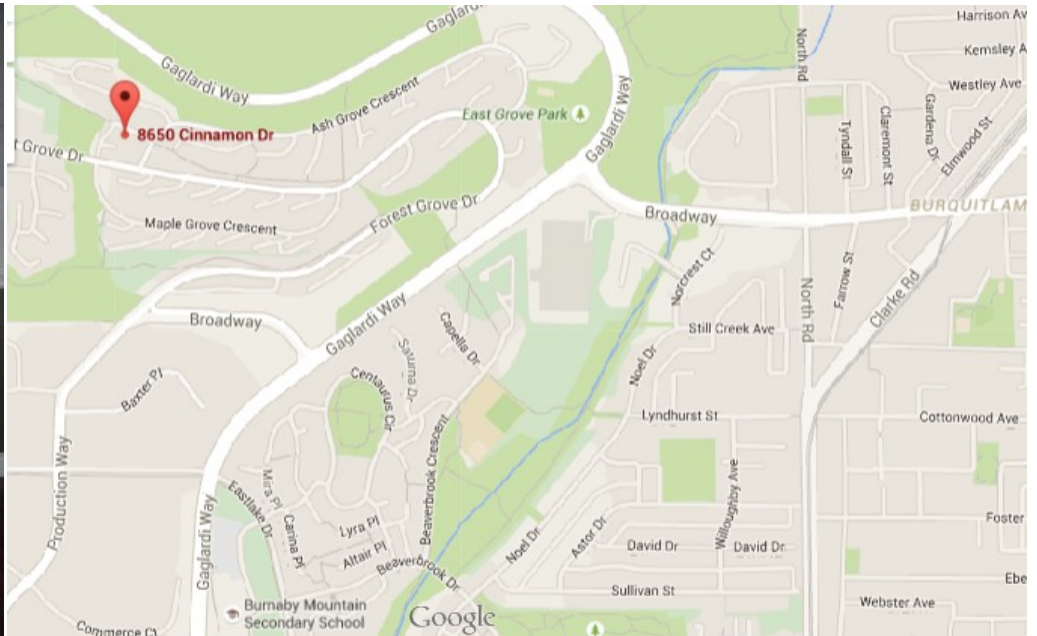 Gaglardi
Harrison Av
North Rd
Kemsley A
Gaglardi Way
Westley Ave
Ash Grove Crescent
Gaglardi Way
East Grove Park
Gardena Dr
Claremont St
Tyndall St
Elmwood St
8650 Cinnamon Dr
t Grove Dr
Forest Grove Dr
Broadway
BURQUITLAM
Maple Grove Crescent
Norcrest Ct
Farrow St
Clarke Rd
North Rd
Broadway
Gaglardi Way
Capella Dr
Still Creek Ave
Saturna Dr
Noel Dr
Centaurus Cir
Baxter Pl
Lyndhurst St
Cottonwood Ave
Production Way
Beaverbrook Crescent
Willoughby Ave
Mira Pl
Eastlake Dr
Carina Pl
Gaglardi Way
Lyra Pl
Altair Pl
Noel Dr
Astor Dr
David Dr
David Dr
Foster
Beaverbrook Dr
Sullivan St
Ebe
Webster Ave
Burnaby Mountain
Secondary School
Google
Commerce Ct